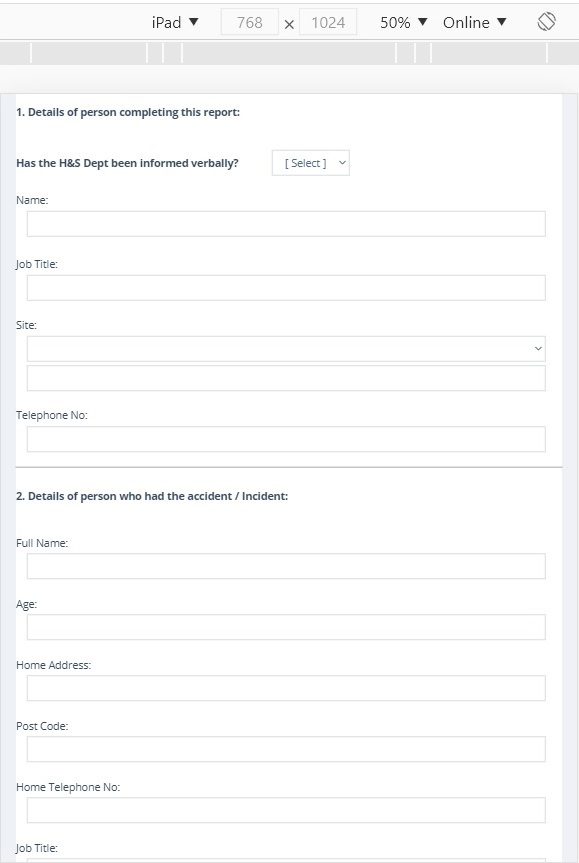 iPad ▼ 768 × 1024 50% ▼ Online ▼
1. Details of person completing this report:
Has the H&S Dept been informed verbally? [ Select ]
Name:
Job Title:
Site:
Telephone No:
2. Details of person who had the accident / Incident:
Full Name:
Age:
Home Address:
Post Code:
Home Telephone No:
Job Title: